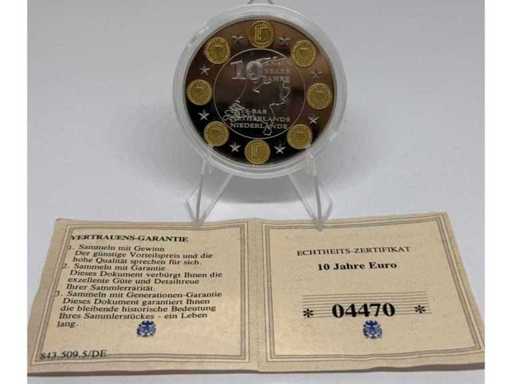 10 JAAR
YEARS
JAHRE
NETHERLANDS
NIEDERLANDE
VERTRAUENS-GARANTIE
1. Sammeln mit Gewinn
Der günstige Vorteilspreis und die
hohe Qualität sprechen für sich.
2. Sammeln mit Garantie
Dieses Dokument verbürgt Ihnen die
exzellente Güte und Detailtreue
Ihrer Sammlerrarität.
3. Sammeln mit Generationen-Garantie
Dieses Dokument garantiert Ihnen
die bleibende historische Bedeutung
Ihres Sammlerstückes - ein Leben
lang.
843.509.5/DE
ECHTHEITS-ZERTIFIKAT
10 Jahre Euro
* 04470 *